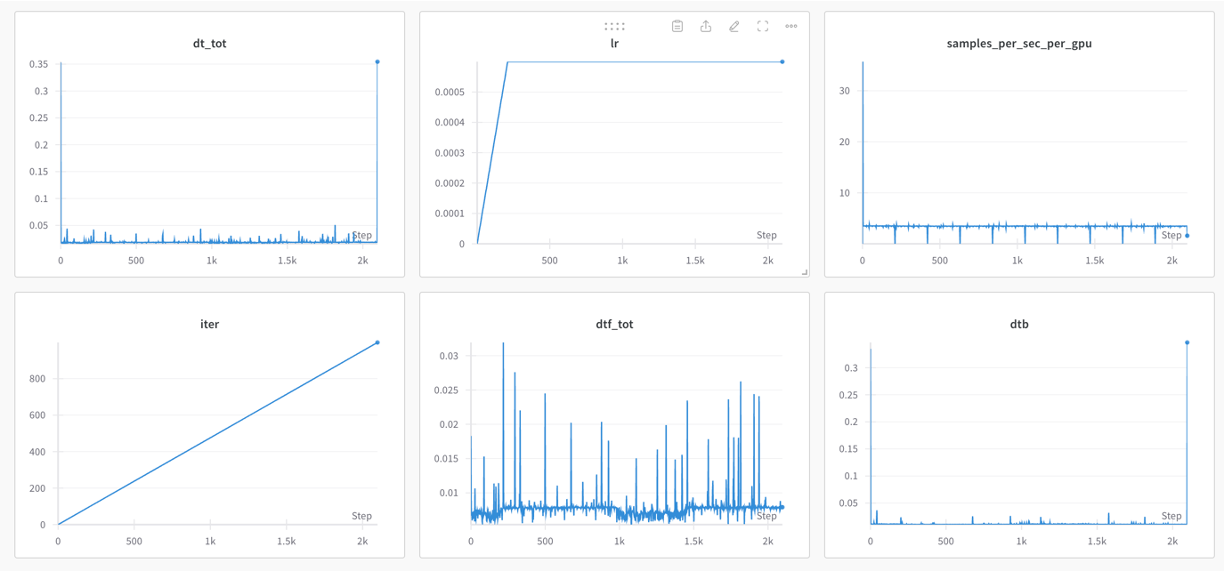 dt_tot
0.35
0.3
0.25
0.2
0.15
0.1
0.05
Step
0 500 1k 1.5k 2k
lr
0.0005
0.0004
0.0003
0.0002
0.0001
0
Step
500 1k 1.5k 2k
samples_per_sec_per_gpu
30
20
10
Step
0 500 1k 1.5k 2k
iter
800
600
400
200
0
Step
0 500 1k 1.5k 2k
dtf_tot
0.03
0.025
0.02
0.015
0.01
Step
0 500 1k 1.5k 2k
dtb
0.3
0.25
0.2
0.15
0.1
0.05
Step
0 500 1k 1.5k 2k